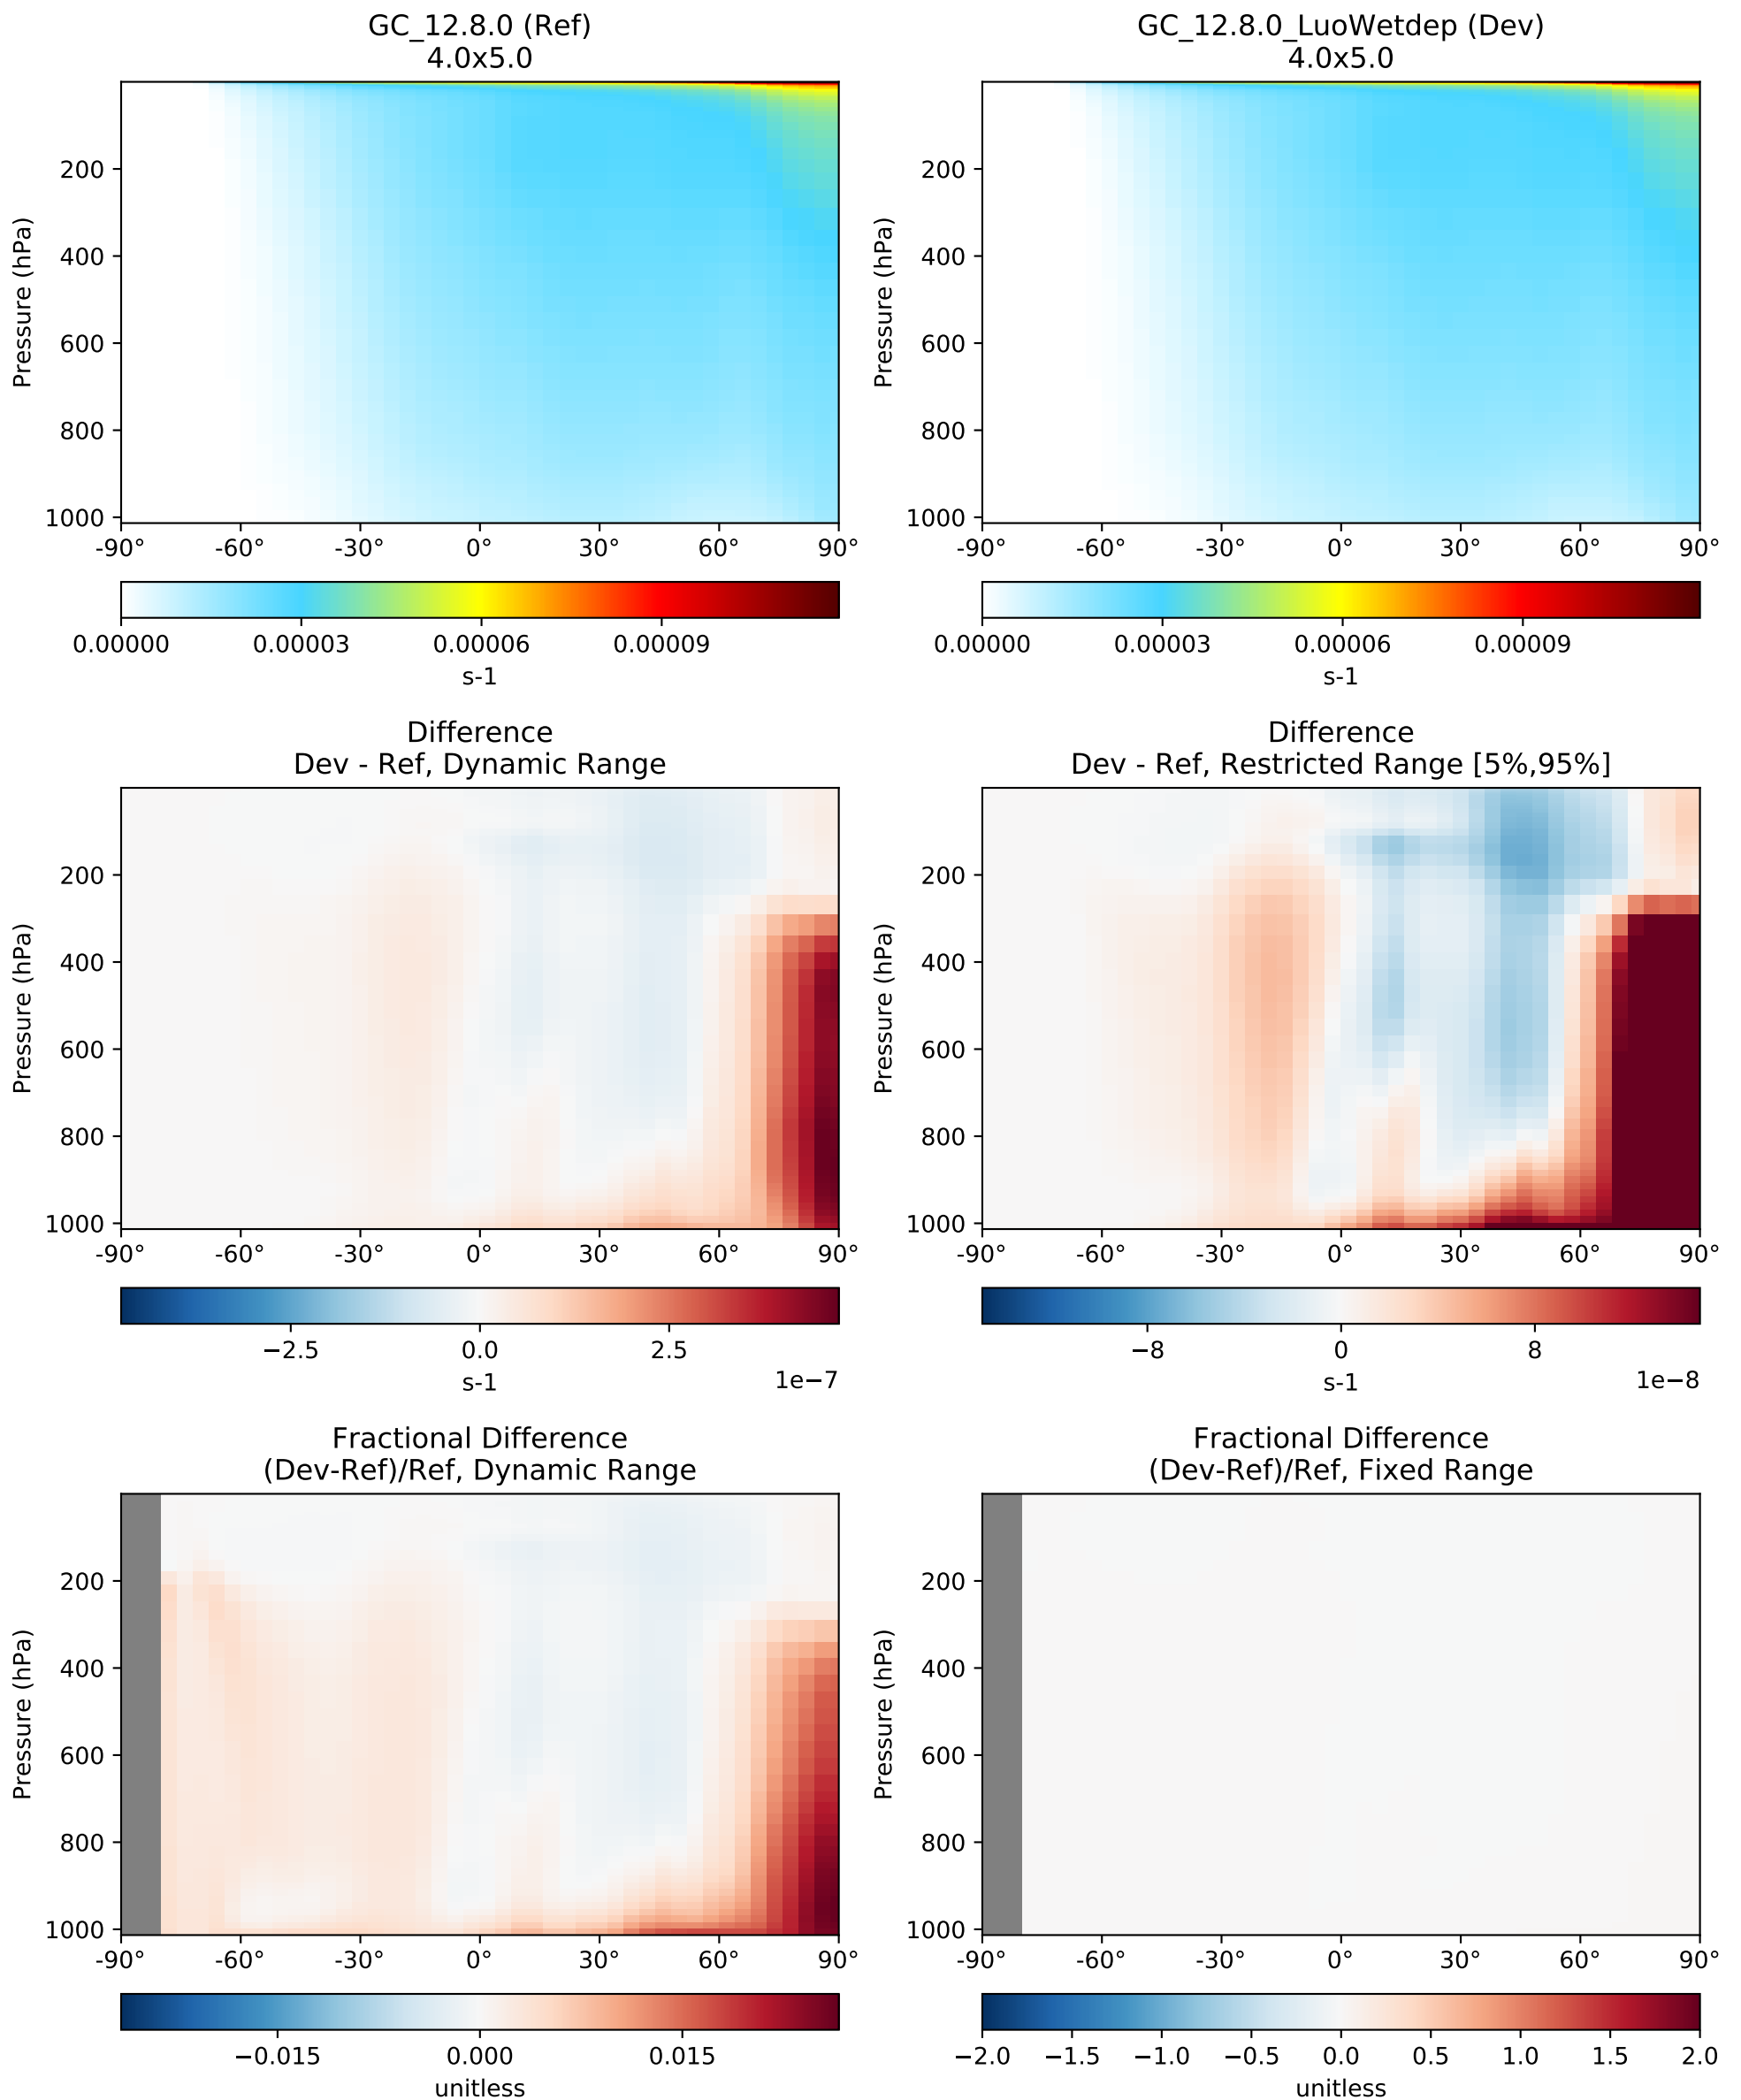 GC_12.8.0 (Ref)
4.0x5.0
Pressure (hPa)
200
400
600
800
1000
-90° -60° -30° 0° 30° 60° 90°
0.00000 0.00003 0.00006 0.00009
s-1
GC_12.8.0_LuoWetdep (Dev)
4.0x5.0
Pressure (hPa)
200
400
600
800
1000
-90° -60° -30° 0° 30° 60° 90°
0.00000 0.00003 0.00006 0.00009
s-1
Difference
Dev - Ref, Dynamic Range
Pressure (hPa)
200
400
600
800
1000
-90° -60° -30° 0° 30° 60° 90°
−2.5 0.0 2.5
s-1 1e−7
Difference
Dev - Ref, Restricted Range [5%,95%]
Pressure (hPa)
200
400
600
800
1000
-90° -60° -30° 0° 30° 60° 90°
−8 0 8
s-1 1e−8
Fractional Difference
(Dev-Ref)/Ref, Dynamic Range
Pressure (hPa)
200
400
600
800
1000
-90° -60° -30° 0° 30° 60° 90°
−0.015 0.000 0.015
unitless
Fractional Difference
(Dev-Ref)/Ref, Fixed Range
Pressure (hPa)
200
400
600
800
1000
-90° -60° -30° 0° 30° 60° 90°
−2.0 −1.5 −1.0 −0.5 0.0 0.5 1.0 1.5 2.0
unitless